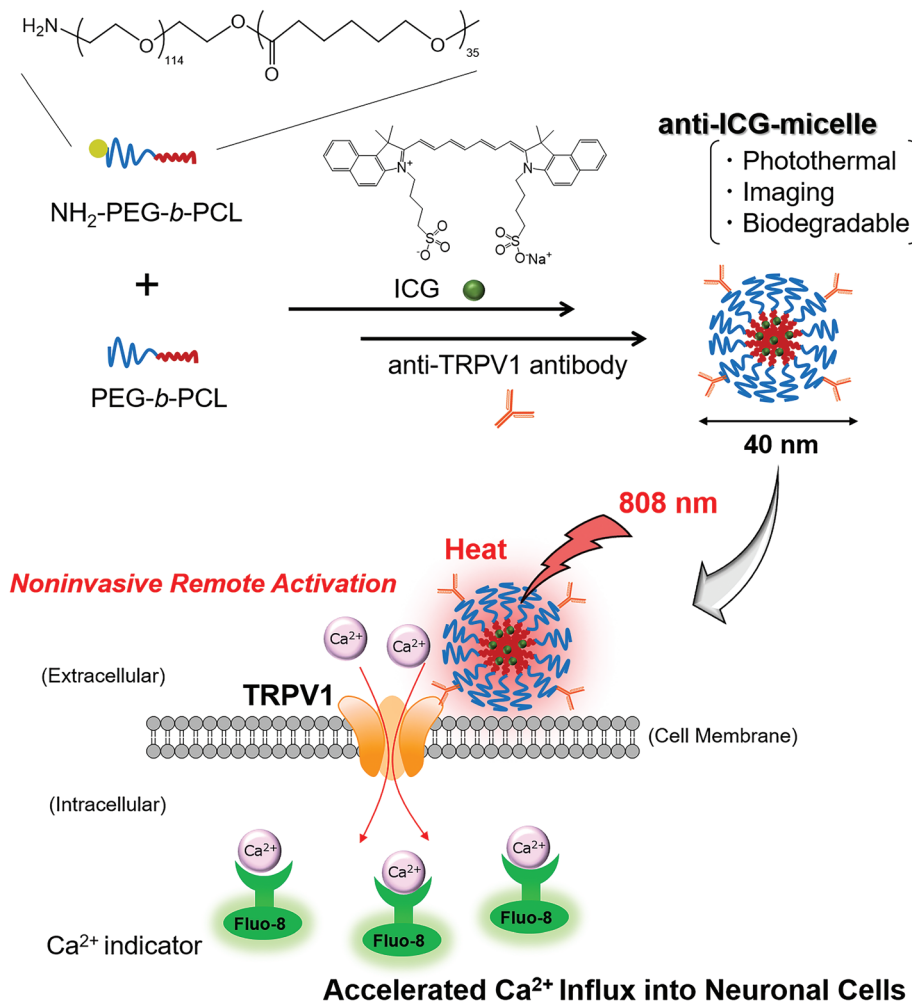 H₂N
O
114
O
O
O
35
NH₂-PEG-b-PCL
+
PEG-b-PCL
N⁺
N
O
S
O
⁻O
O
S
O
O⁻Na⁺
ICG
anti-TRPV1 antibody
anti-ICG-micelle
・ Photothermal
・ Imaging
・ Biodegradable
40 nm
808 nm
Heat
Noninvasive Remote Activation
Ca²⁺
Ca²⁺
(Extracellular)
TRPV1
(Cell Membrane)
(Intracellular)
Ca²⁺
Ca²⁺
Ca²⁺
Fluo-8
Fluo-8
Fluo-8
Ca²⁺ indicator
Accelerated Ca²⁺ Influx into Neuronal Cells